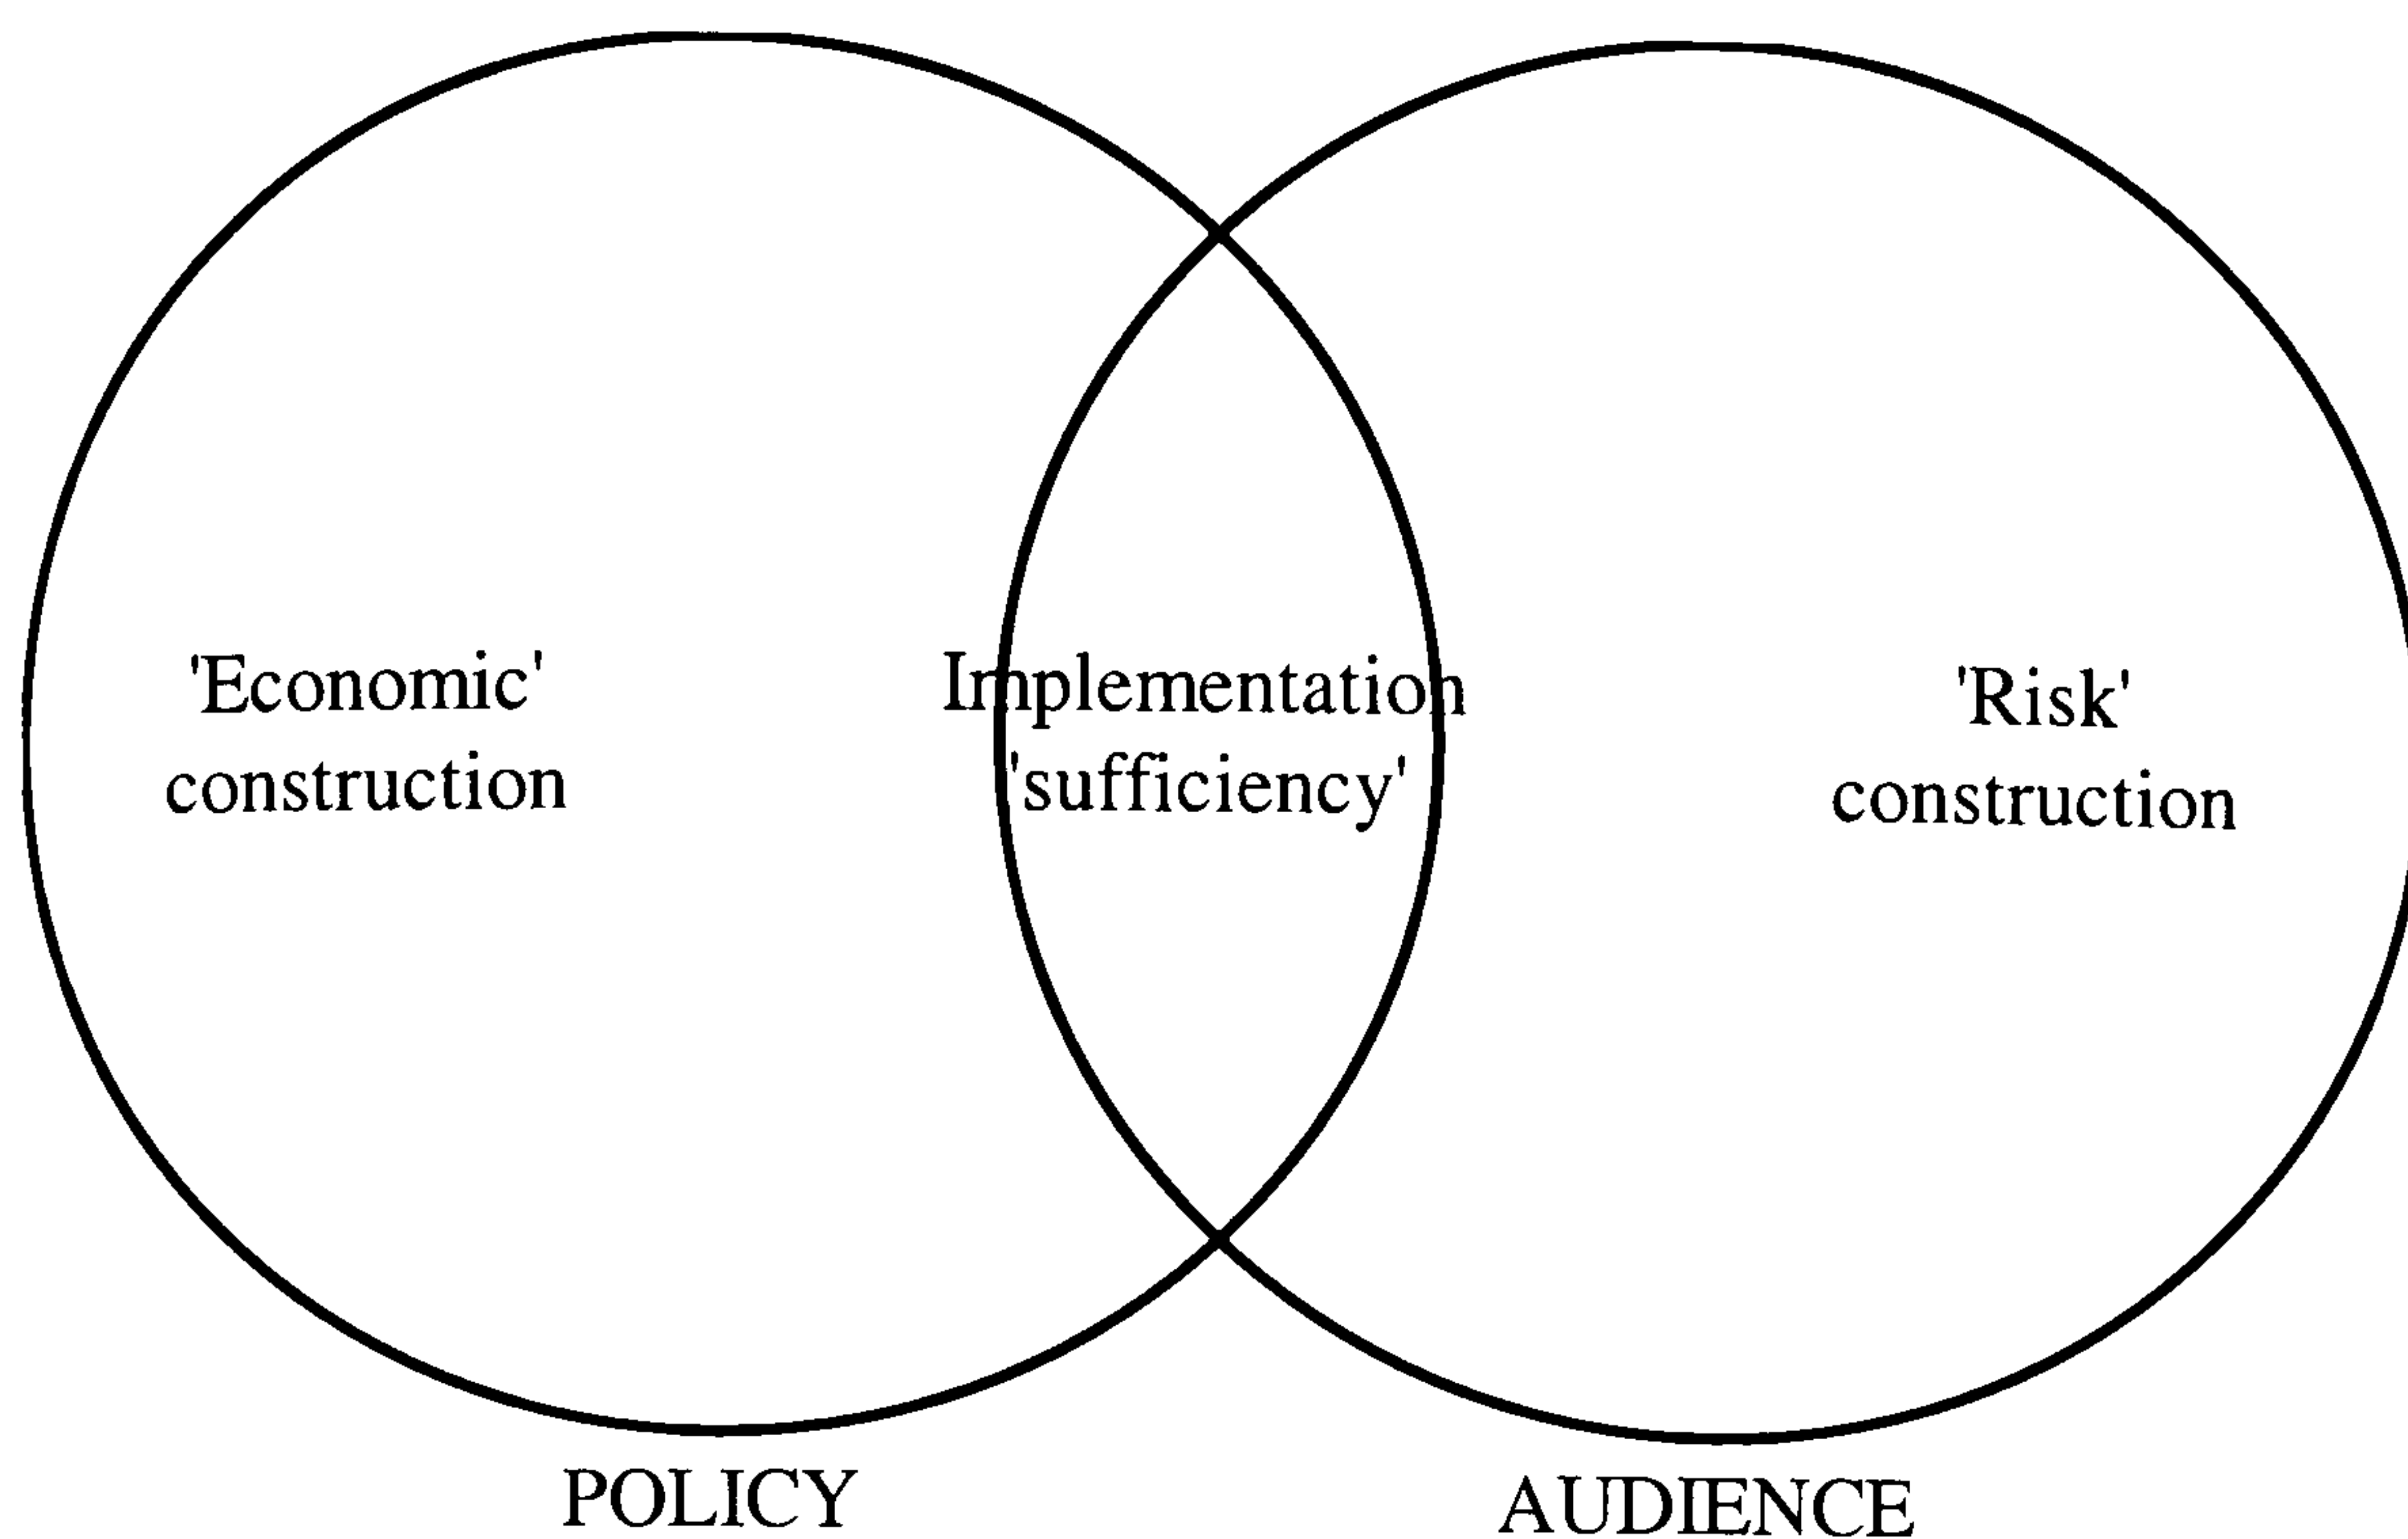 'Economic'
construction
Implementation
'sufficiency'
'Risk'
construction
POLICY
AUDIENCE